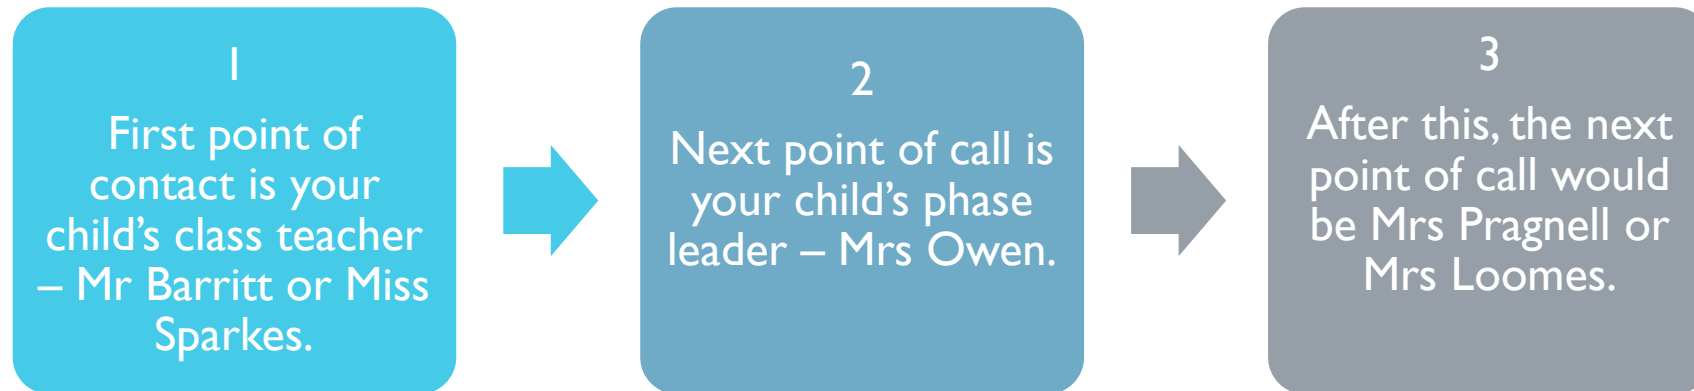 1
First point of
contact is your
child’s class teacher
– Mr Barritt or Miss
Sparkes.
2
Next point of call is
your child’s phase
leader – Mrs Owen.
3
After this, the next
point of call would
be Mrs Pragnell or
Mrs Loomes.